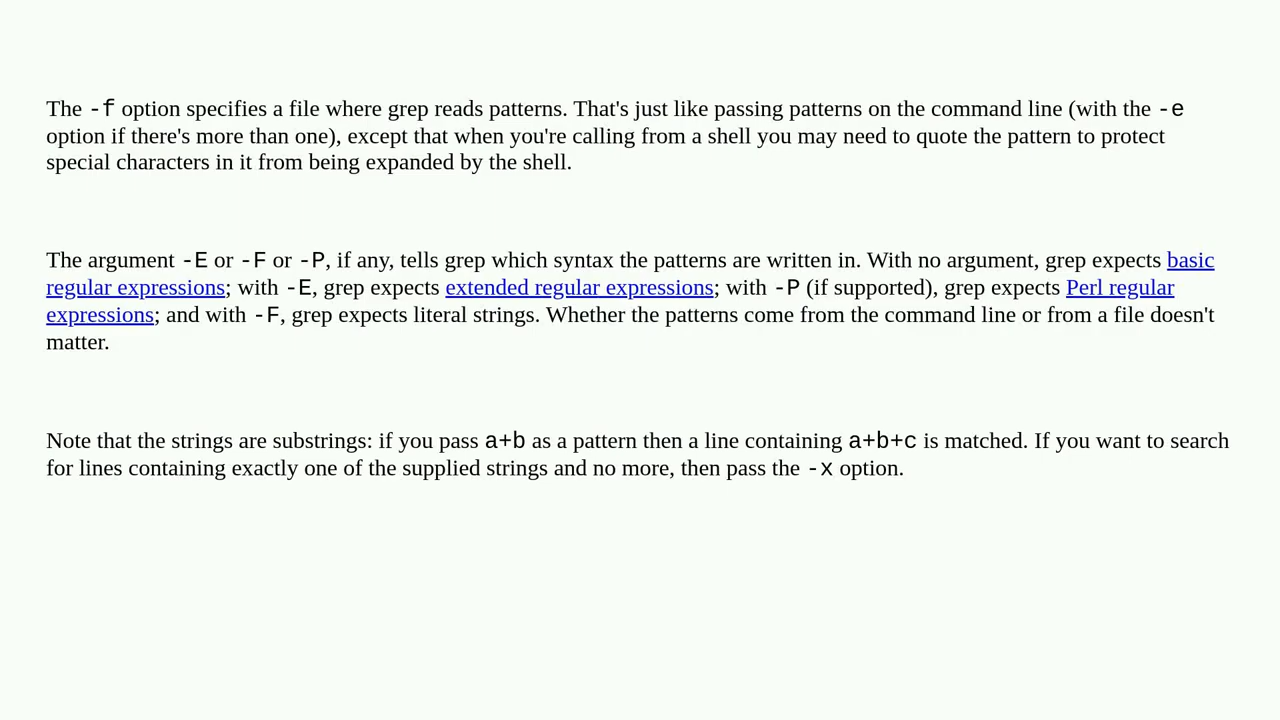 The -f option specifies a file where grep reads patterns. That's just like passing patterns on the command line (with the -e
option if there's more than one), except that when you're calling from a shell you may need to quote the pattern to protect
special characters in it from being expanded by the shell.
The argument -E or -F or -P, if any, tells grep which syntax the patterns are written in. With no argument, grep expects basic
regular expressions; with -E, grep expects extended regular expressions; with -P (if supported), grep expects Perl regular
expressions; and with -F, grep expects literal strings. Whether the patterns come from the command line or from a file doesn't
matter.
Note that the strings are substrings: if you pass a+b as a pattern then a line containing a+b+c is matched. If you want to search
for lines containing exactly one of the supplied strings and no more, then pass the -x option.